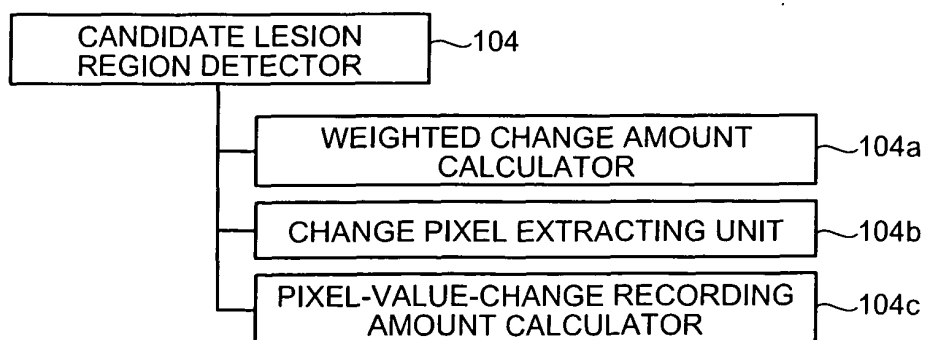 CANDIDATE LESION
REGION DETECTOR
104
WEIGHTED CHANGE AMOUNT
CALCULATOR
104a
CHANGE PIXEL EXTRACTING UNIT
104b
PIXEL-VALUE-CHANGE RECORDING
AMOUNT CALCULATOR
104c